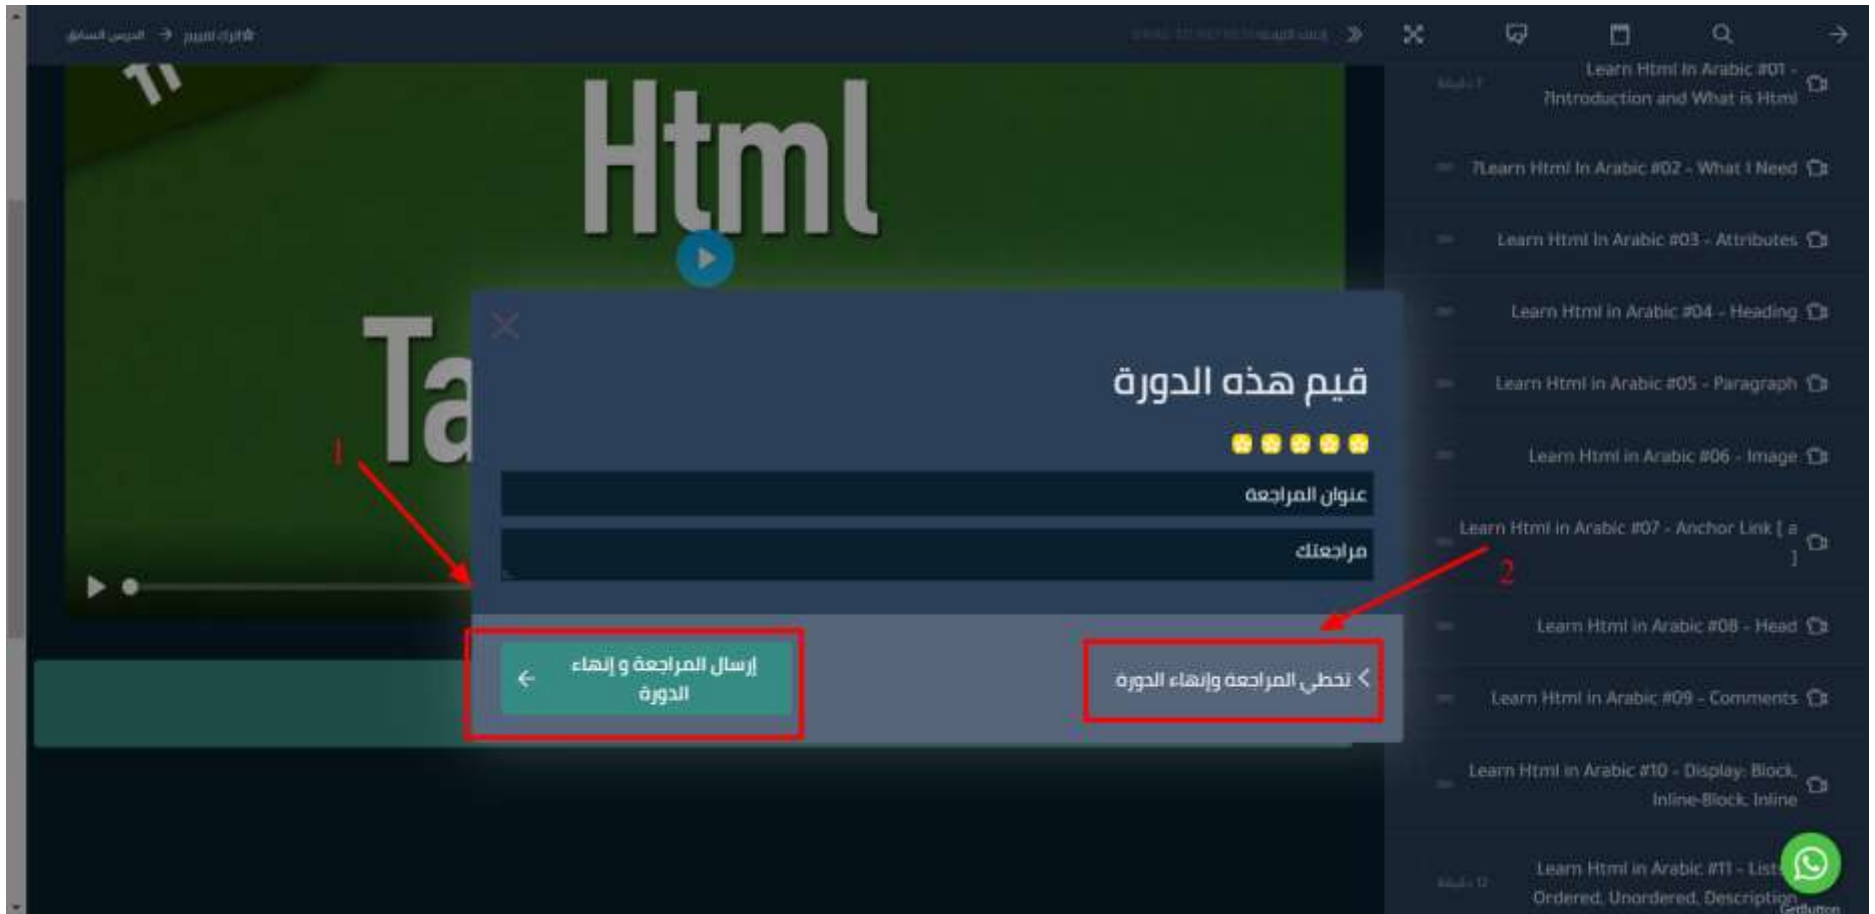 اترك تقييم
الدرس السابق
Html
Ta
قيم هذه الدورة
عنوان المراجعة
مراجعتك
تخطي المراجعة وإنهاء الدورة
إرسال المراجعة و إنهاء
الدورة
1
2
Learn Html In Arabic #01 -
?Introduction and What is Html
?Learn Html In Arabic #02 - What I Need
Learn Html In Arabic #03 - Attributes
Learn Html in Arabic #04 - Heading
Learn Html in Arabic #05 - Paragraph
Learn Html in Arabic #06 - Image
Learn Html in Arabic #07 - Anchor Link [ a
]
Learn Html in Arabic #08 - Head
Learn Html in Arabic #09 - Comments
Learn Html in Arabic #10 - Display: Block,
Inline-Block, Inline
12 دقيقة
Learn Html in Arabic #11 - Lists
Ordered, Unordered, Description
GetButton